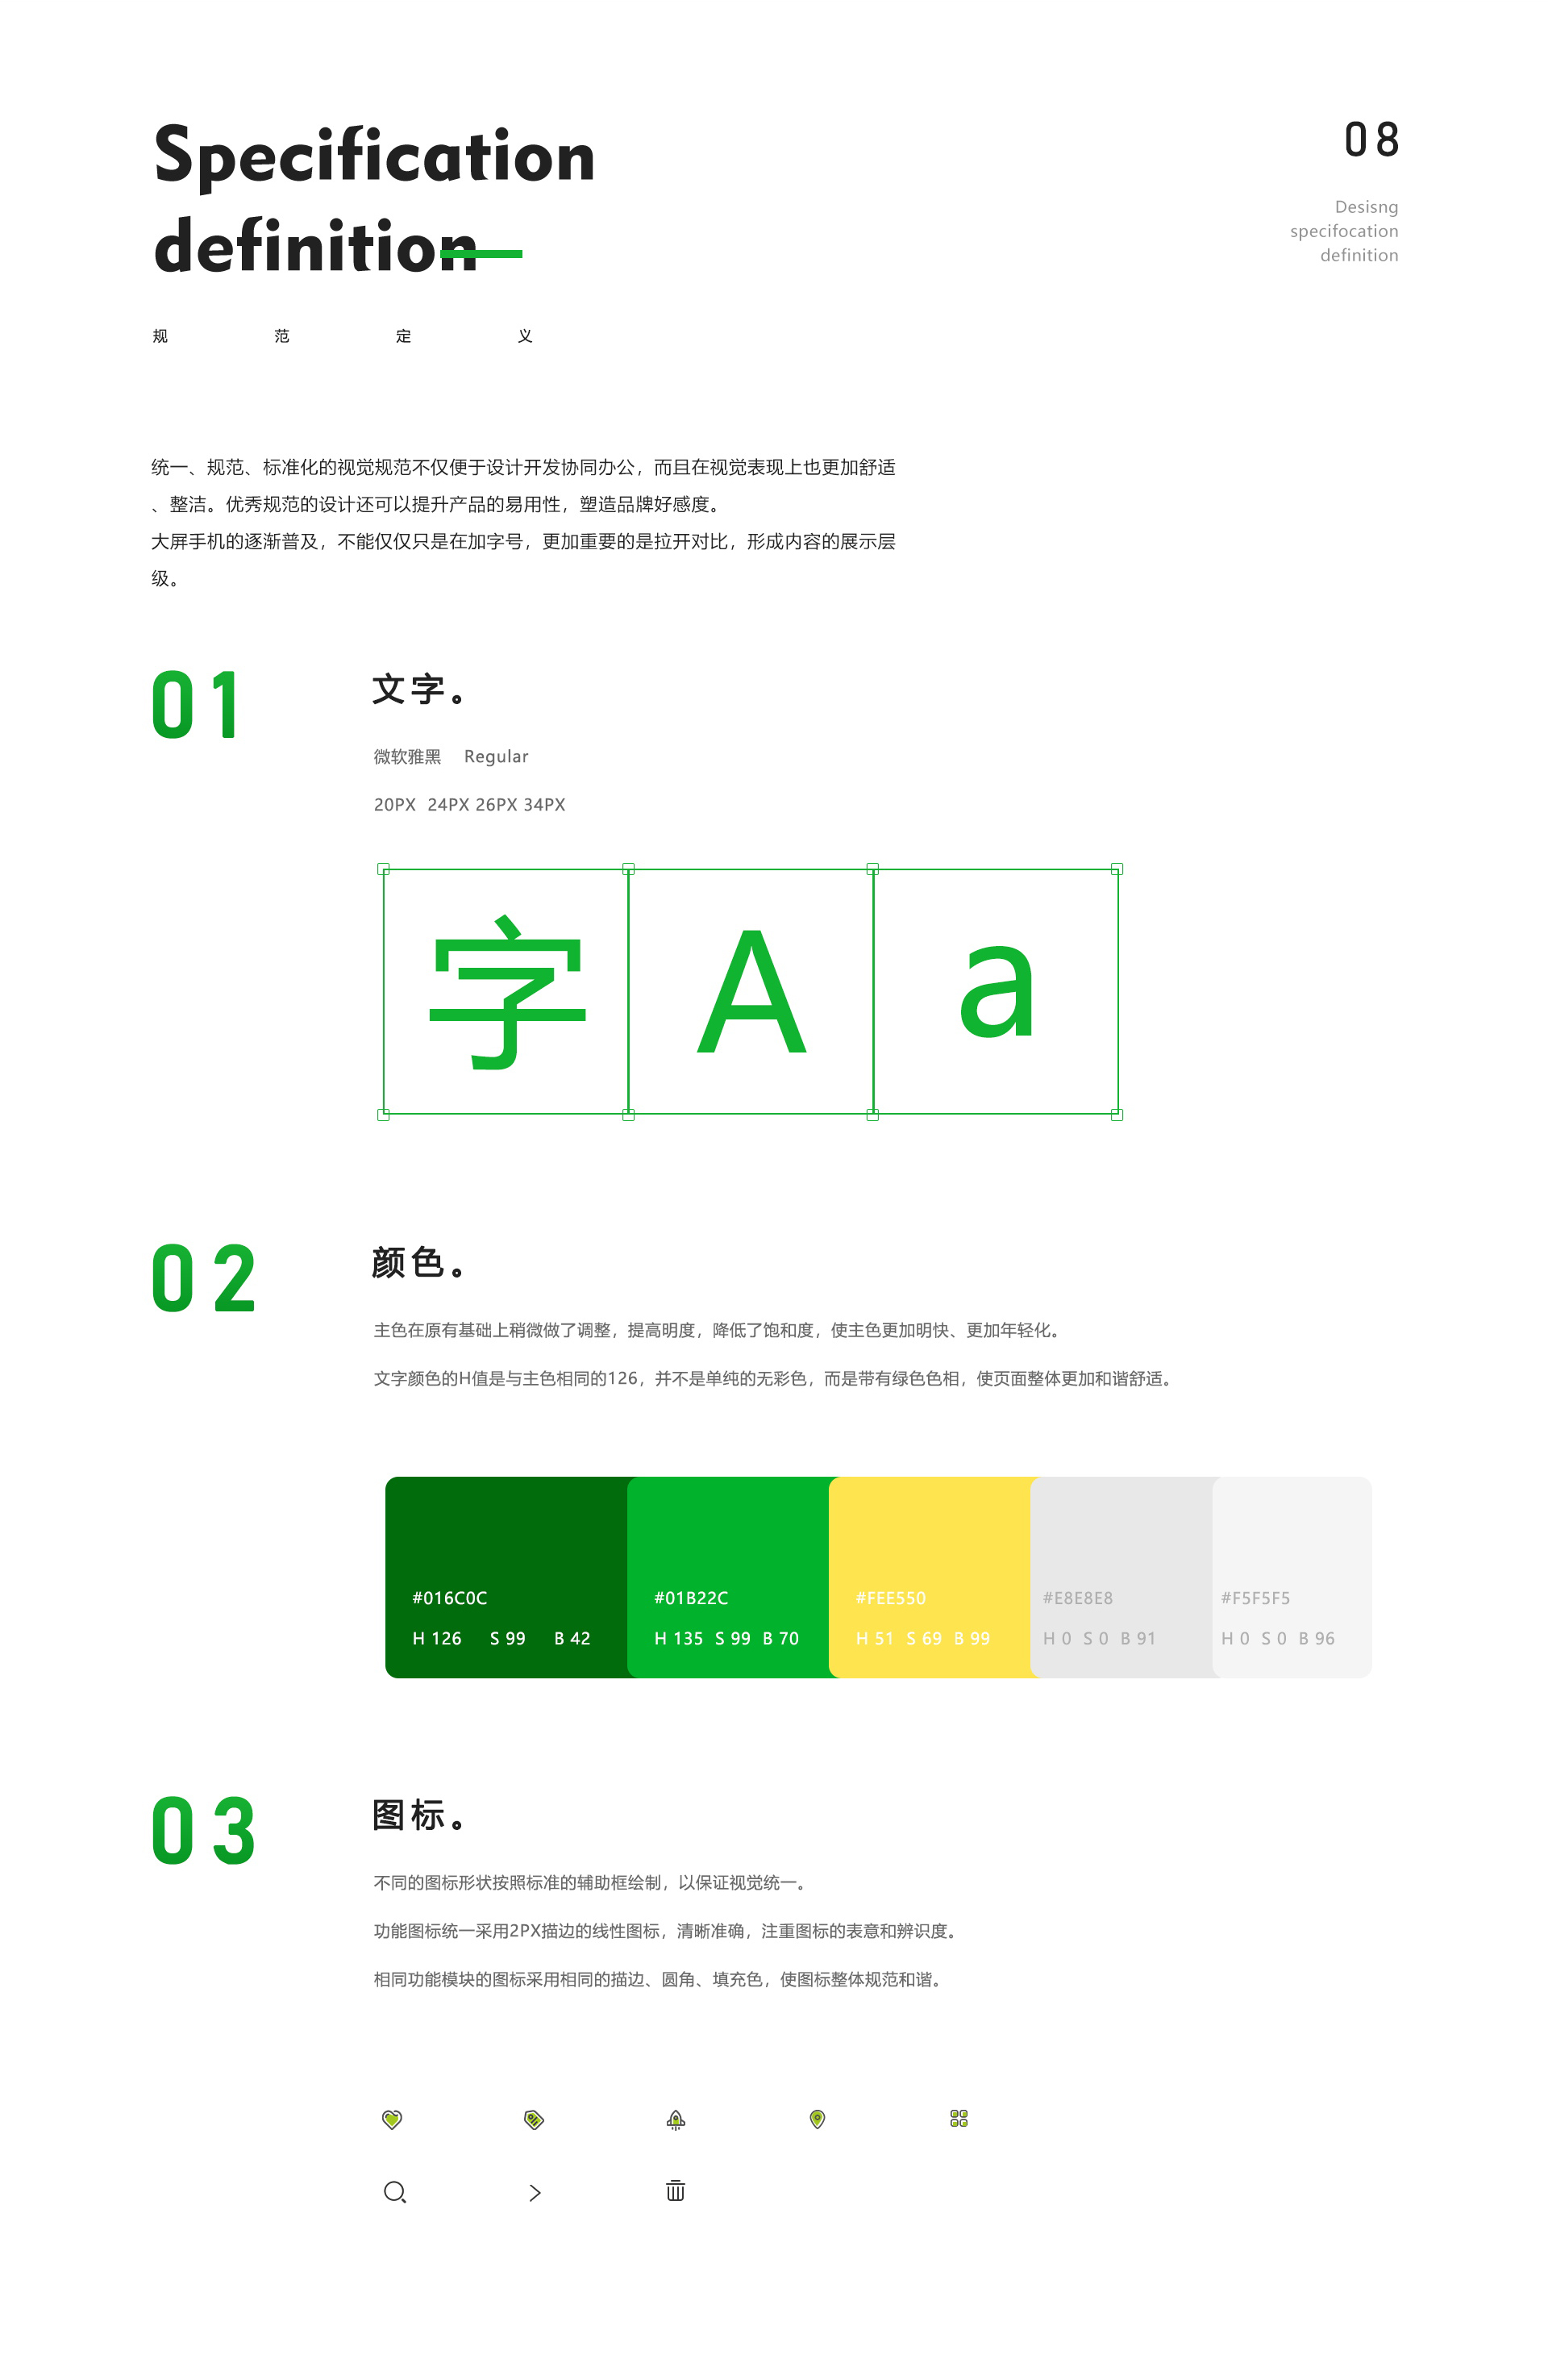 Specification
definition
08
Desisng
specifocation
definition
规 范 定 义
统一、规范、标准化的视觉规范不仅便于设计开发协同办公，而且在视觉表现上也更加舒适
、整洁。优秀规范的设计还可以提升产品的易用性，塑造品牌好感度。
大屏手机的逐渐普及，不能仅仅只是在加字号，更加重要的是拉开对比，形成内容的展示层
级。
01
文字。
微软雅黑 Regular
20PX 24PX 26PX 34PX
字 A a
02
颜色。
主色在原有基础上稍微做了调整，提高明度，降低了饱和度，使主色更加明快、更加年轻化。
文字颜色的H值是与主色相同的126，并不是单纯的无彩色，而是带有绿色色相，使页面整体更加和谐舒适。
#016C0C #01B22C #FEE550 #E8E8E8 #F5F5F5
H 126 S 99 B 42 H 135 S 99 B 70 H 51 S 69 B 99 H 0 S 0 B 91 H 0 S 0 B 96
03
图标。
不同的图标形状按照标准的辅助框绘制，以保证视觉统一。
功能图标统一采用2PX描边的线性图标，清晰准确，注重图标的表意和辨识度。
相同功能模块的图标采用相同的描边、圆角、填充色，使图标整体规范和谐。